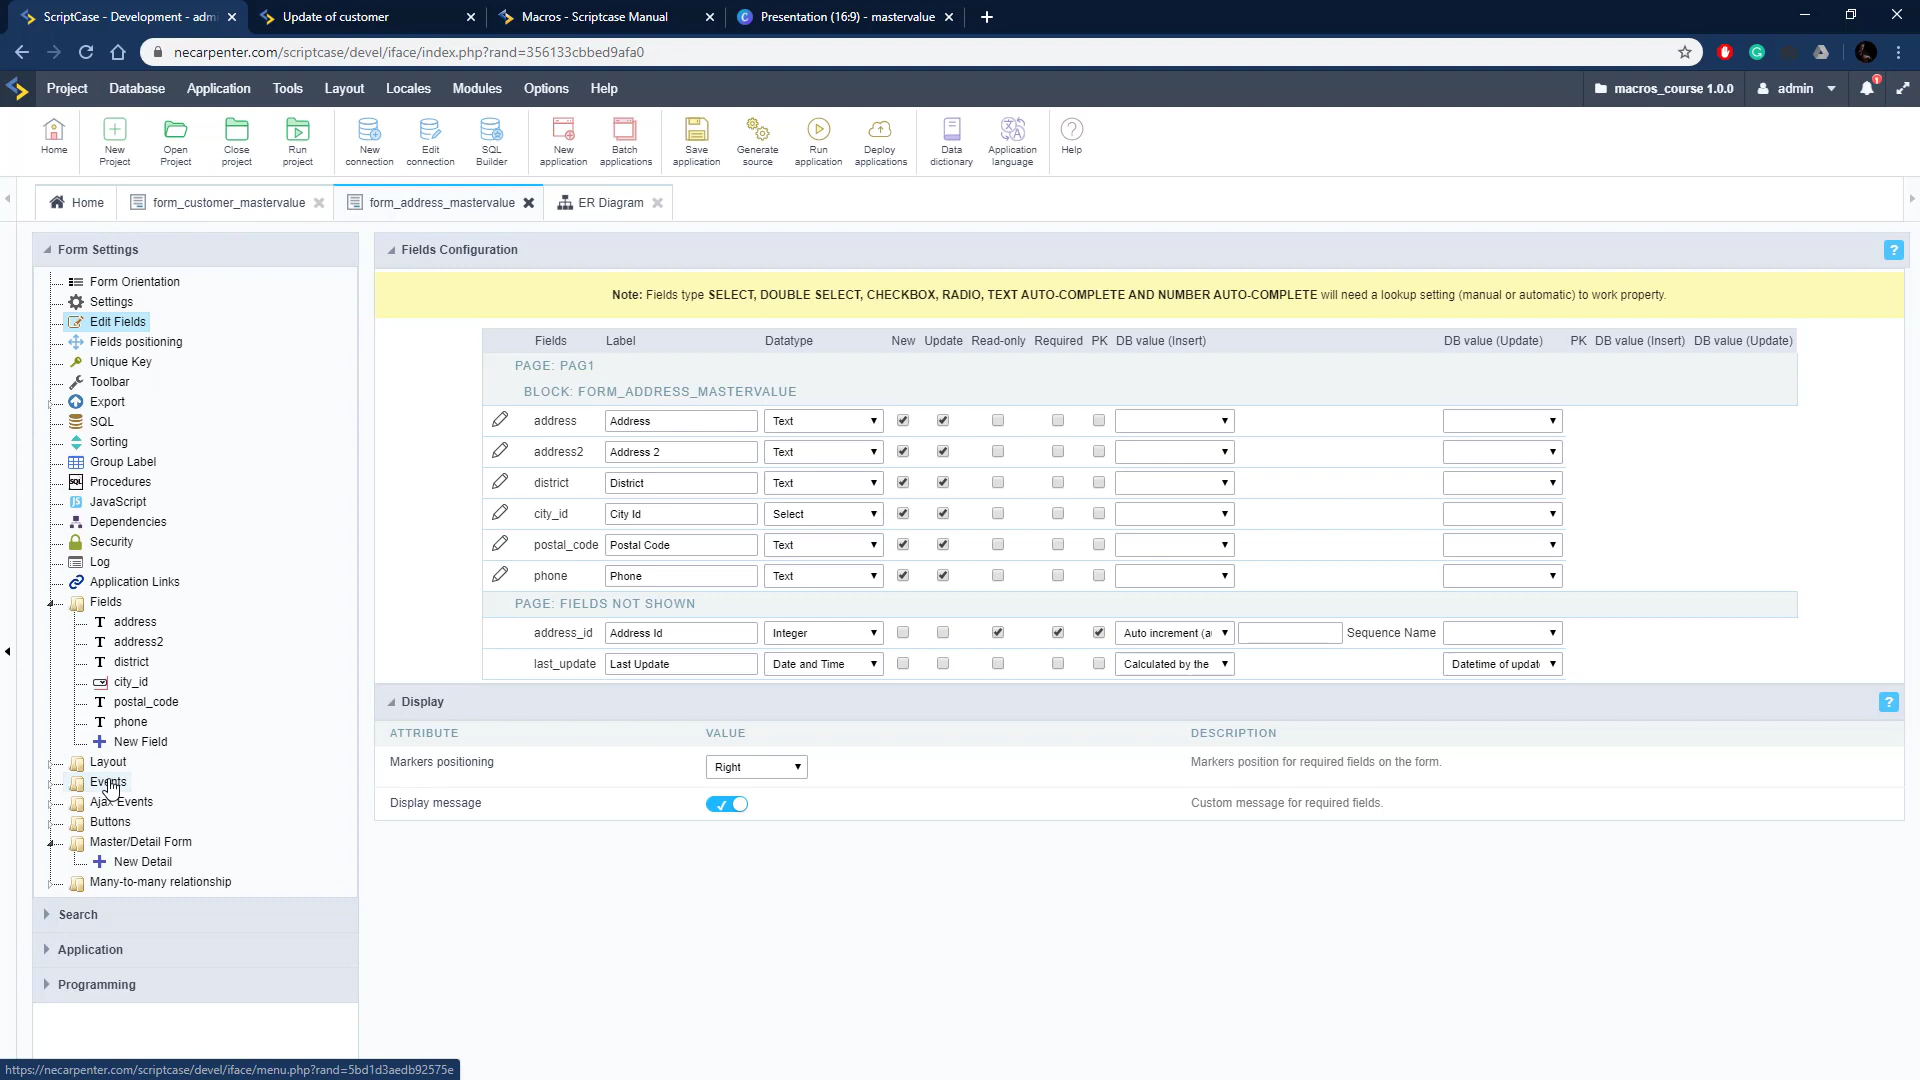 ScriptCase - Development - admi
Update of customer
Macros - Scriptcase Manual
Presentation (16:9) - mastervalue
necarpenter.com/scriptcase/devel/iface/index.php?rand=356133cbbed9afa0
Project Database Application Tools Layout Locales Modules Options Help
macros_course 1.0.0
admin
1
Home
New Project
Open Project
Close project
Run project
New connection
Edit connection
SQL Builder
New application
Batch applications
Save application
Generate source
Run application
Deploy applications
Data dictionary
Application language
Help
Home
form_customer_mastervalue
form_address_mastervalue
ER Diagram
Form Settings
Form Orientation
Settings
Edit Fields
Fields positioning
Unique Key
Toolbar
Export
SQL
Sorting
Group Label
Procedures
JavaScript
Dependencies
Security
Log
Application Links
Fields
address
address2
district
city_id
postal_code
phone
New Field
Layout
Events
Ajax Events
Buttons
Master/Detail Form
New Detail
Many-to-many relationship
Search
Application
Programming
Fields Configuration
?
Note: Fields type SELECT, DOUBLE SELECT, CHECKBOX, RADIO, TEXT AUTO-COMPLETE AND NUMBER AUTO-COMPLETE will need a lookup setting (manual or automatic) to work property.
Fields Label Datatype New Update Read-only Required PK DB value (Insert) DB value (Update) PK DB value (Insert) DB value (Update)
PAGE: PAG1
BLOCK: FORM_ADDRESS_MASTERVALUE
address Address Text
address2 Address 2 Text
district District Text
city_id City Id Select
postal_code Postal Code Text
phone Phone Text
PAGE: FIELDS NOT SHOWN
address_id Address Id Integer Auto increment (au Sequence Name
last_update Last Update Date and Time Calculated by the Datetime of updat
Display
?
ATTRIBUTE VALUE DESCRIPTION
Markers positioning Right Markers position for required fields on the form.
Display message Custom message for required fields.
https://necarpenter.com/scriptcase/devel/iface/menu.php?rand=5bd1d3aedb92575e